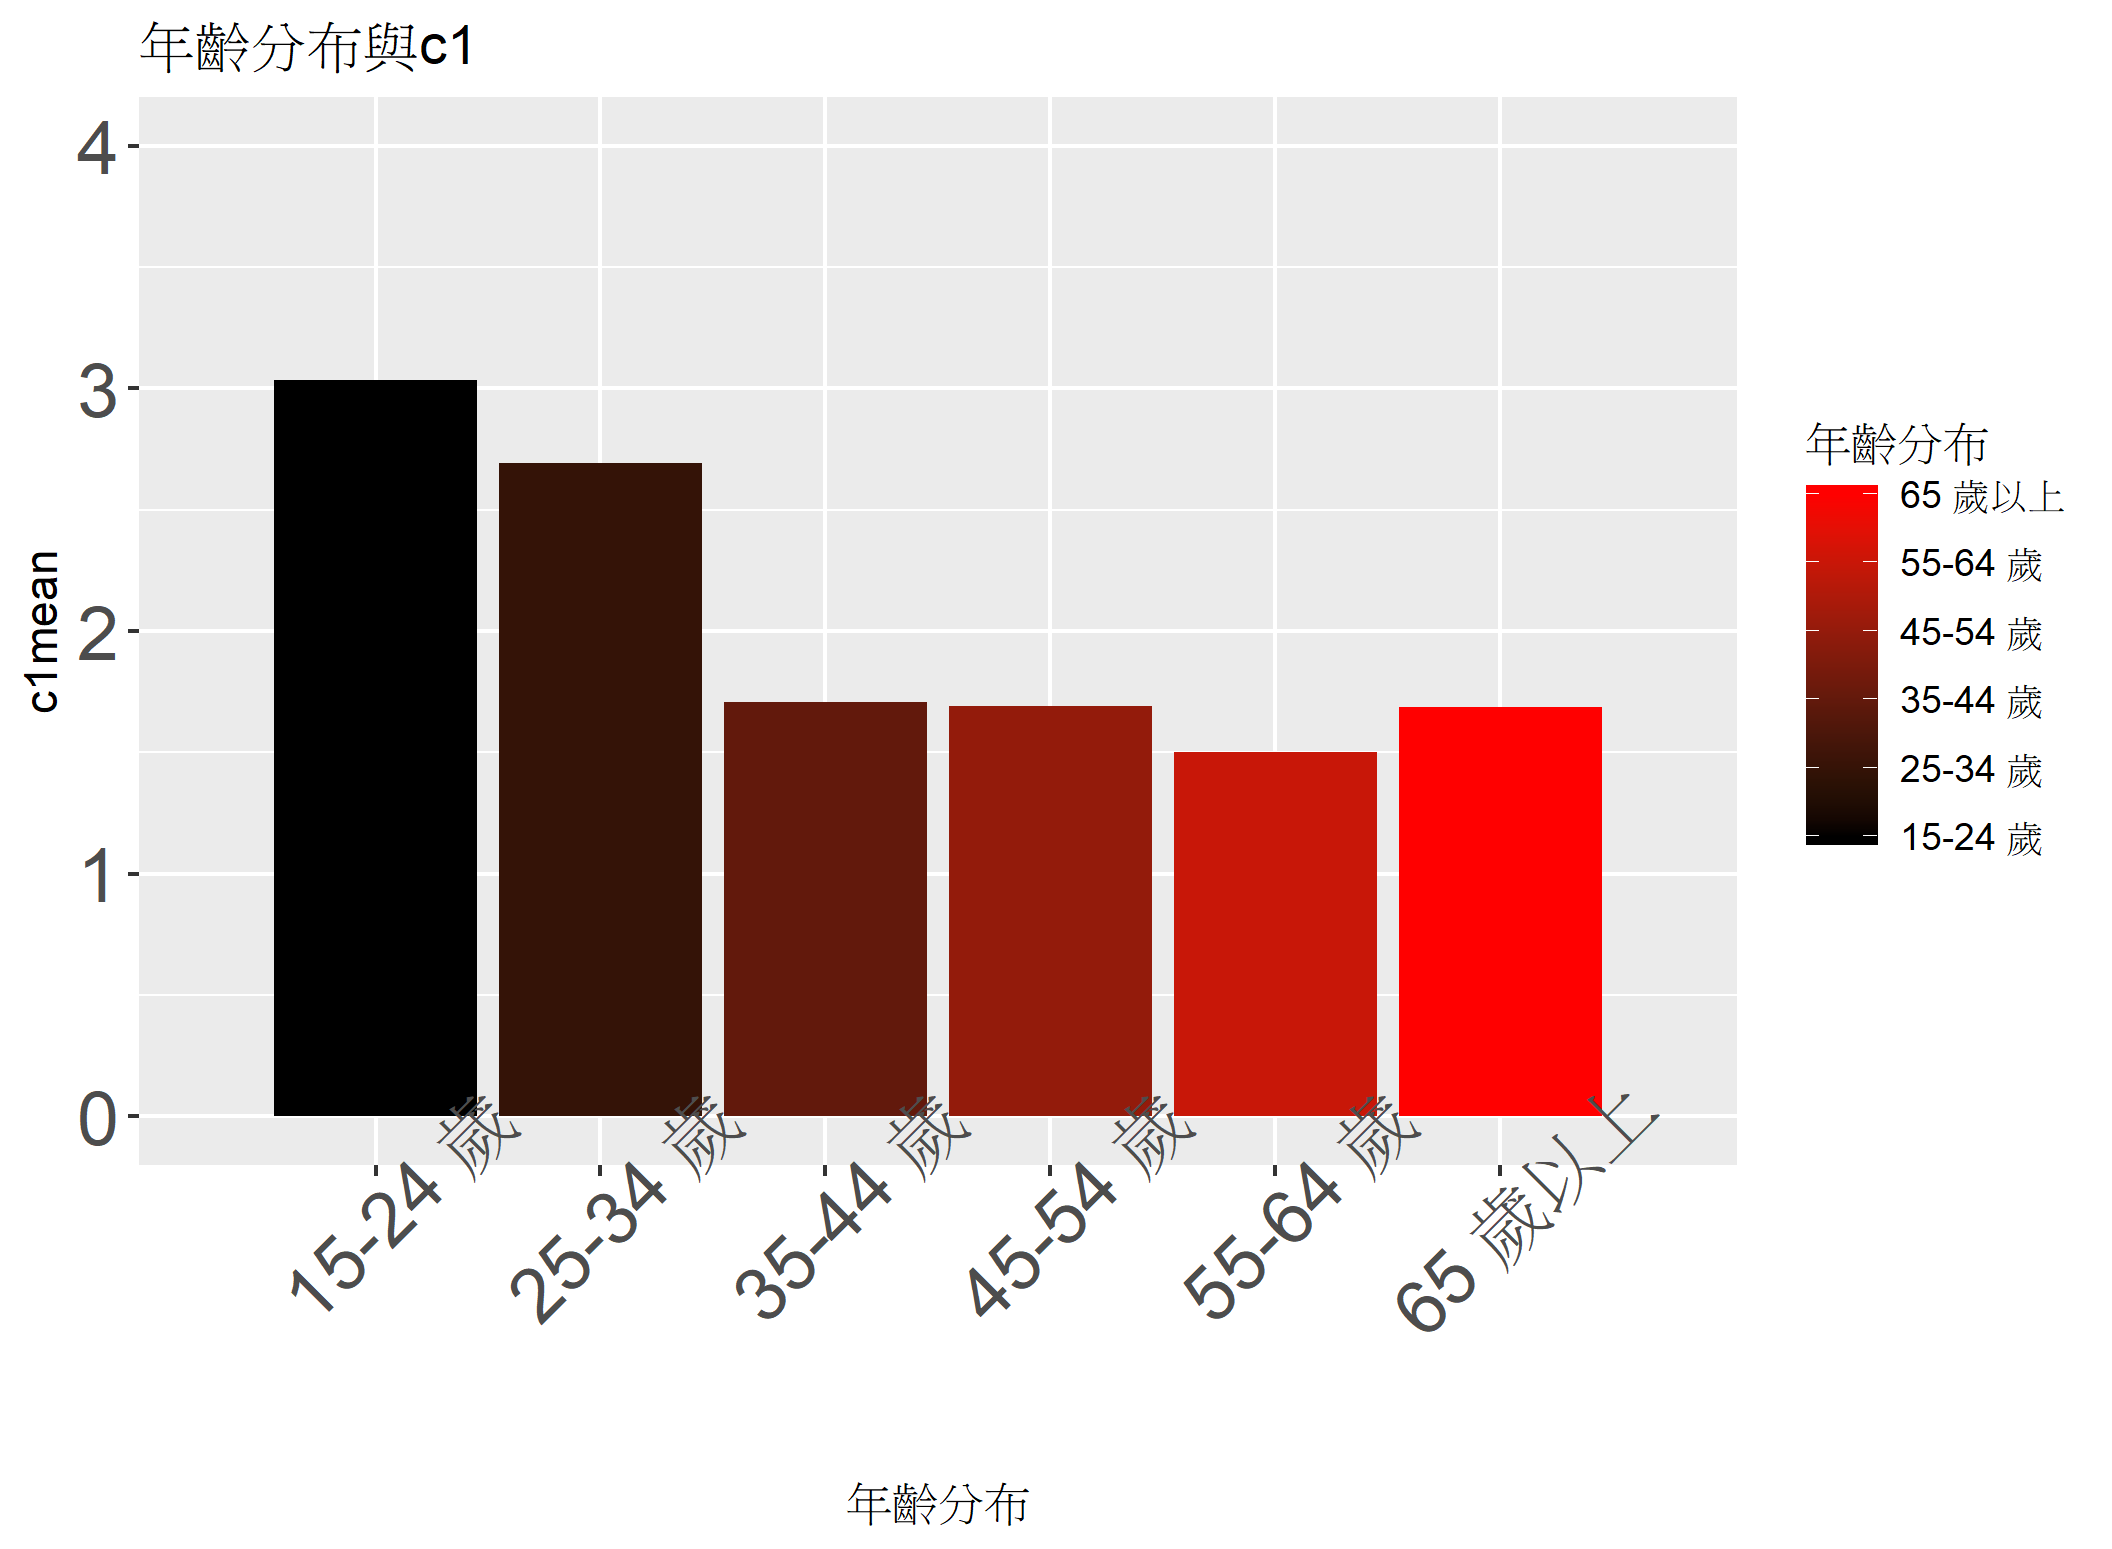 年齡分布與c1
4
3
2
1
0
c1mean
15-24 歲
25-34 歲
35-44 歲
45-54 歲
55-64 歲
65 歲以上
年齡分布
年齡分布
65 歲以上
55-64 歲
45-54 歲
35-44 歲
25-34 歲
15-24 歲